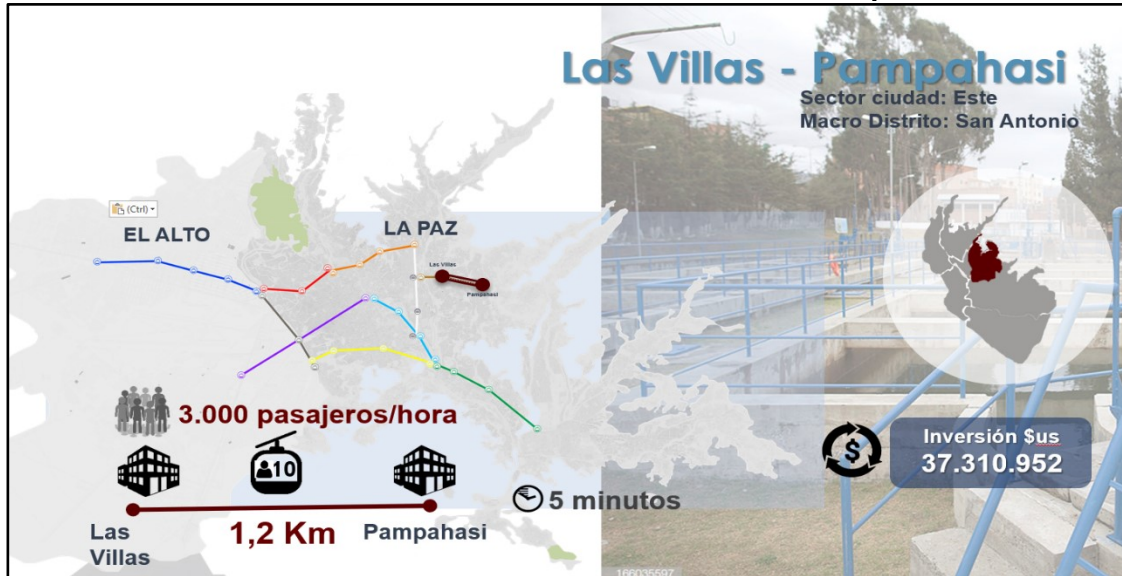 Las Villas - Pampahasi
Sector ciudad: Este
Macro Distrito: San Antonio
(Ctrl)
EL ALTO
LA PAZ
Las Villas
Pampahasi
3.000 pasajeros/hora
10
Inversión $us
37.310.952
$
5 minutos
Las
Villas
1,2 Km
Pampahasi
166035597